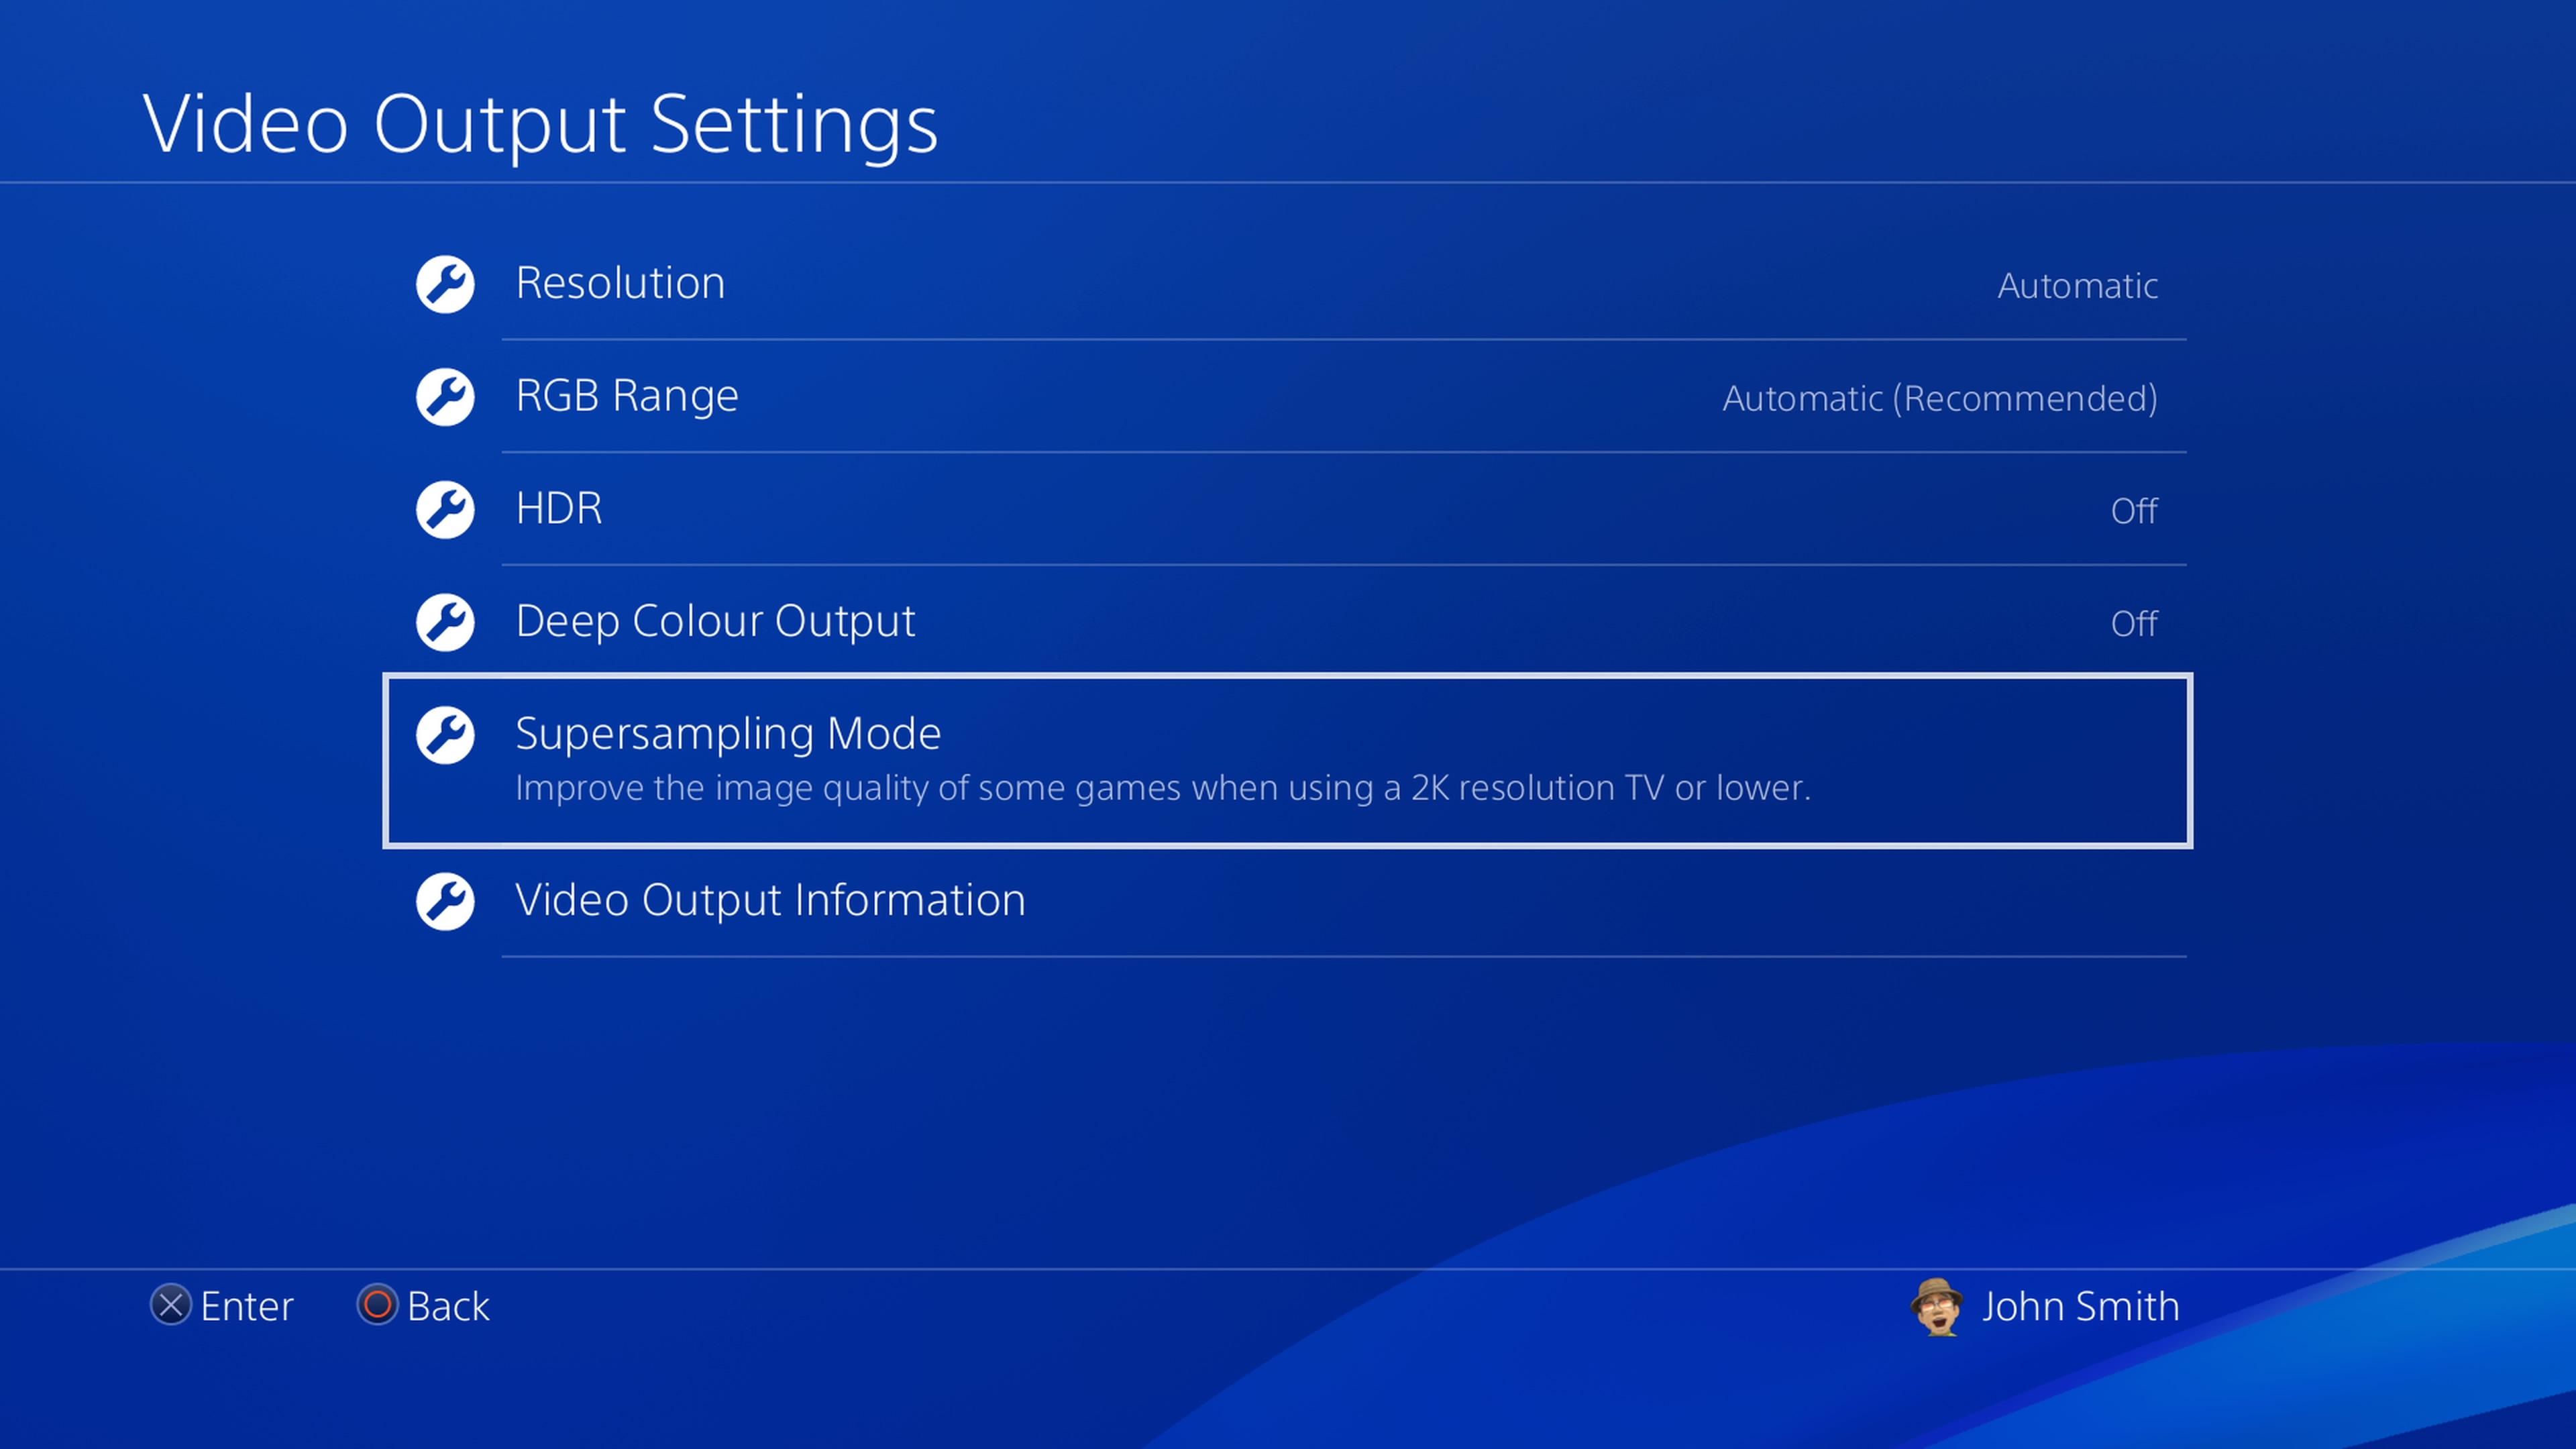 Video Output Settings
Resolution Automatic
RGB Range Automatic (Recommended)
HDR Off
Deep Colour Output Off
Supersampling Mode
Improve the image quality of some games when using a 2K resolution TV or lower.
Video Output Information
Enter Back John Smith